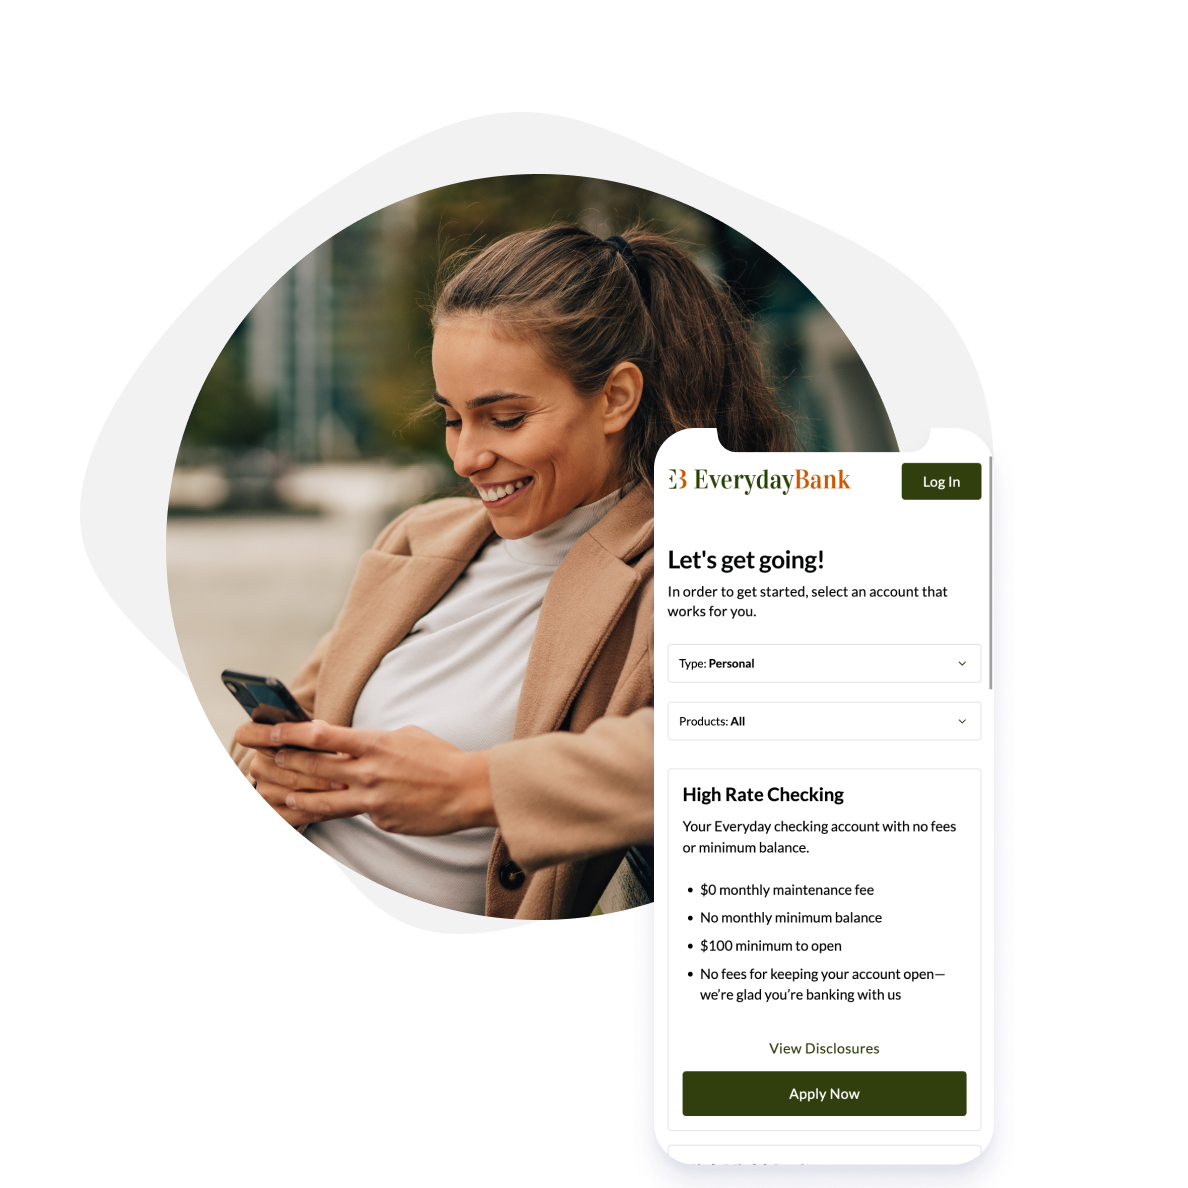 EB EverydayBank
Log In
Let's get going!
In order to get started, select an account that
works for you.
Type: Personal
Products: All
High Rate Checking
Your Everyday checking account with no fees
or minimum balance.
• $0 monthly maintenance fee
• No monthly minimum balance
• $100 minimum to open
• No fees for keeping your account open—
we’re glad you’re banking with us
View Disclosures
Apply Now